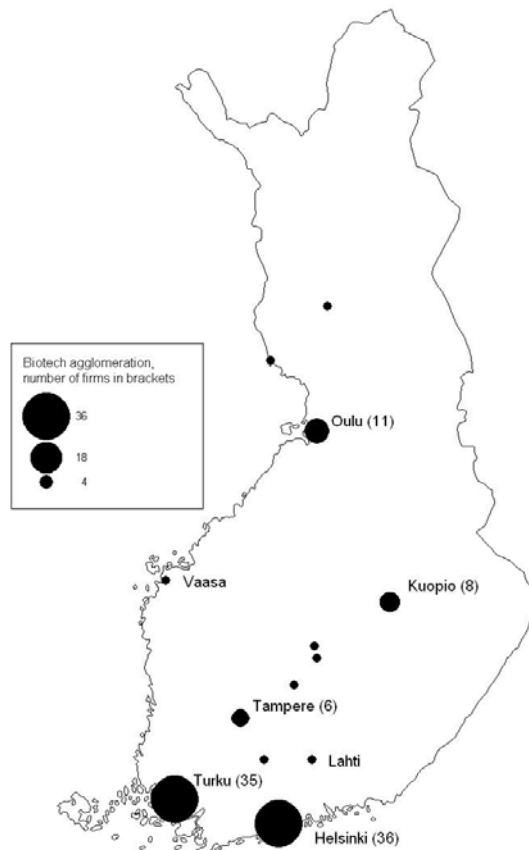 Biotech agglomeration,
number of firms in brackets
36
18
4
Oulu (11)
Vaasa
Kuopio (8)
Tampere (6)
Lahti
Turku (35)
Helsinki (36)